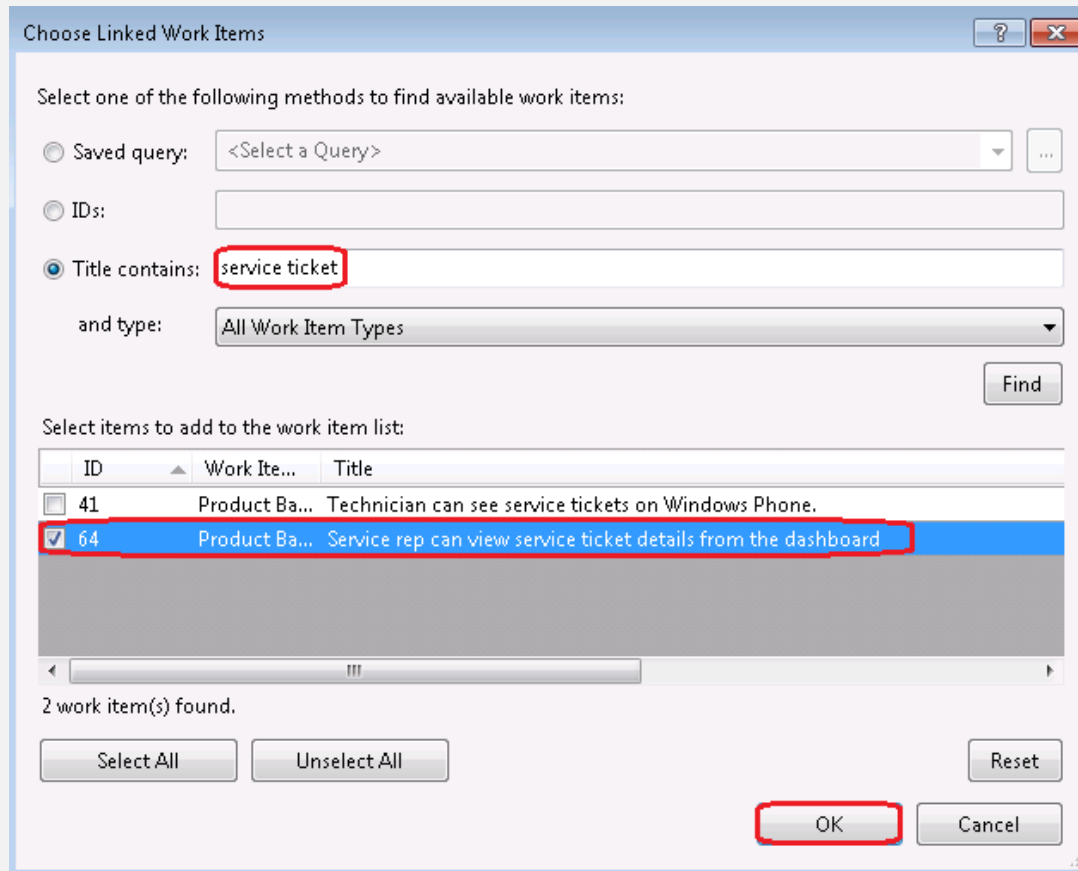 Choose Linked Work Items
?
Select one of the following methods to find available work items:
Saved query: <Select a Query> ...
IDs:
Title contains: service ticket
and type: All Work Item Types
Find
Select items to add to the work item list:
ID Work Ite... Title
41 Product Ba... Technician can see service tickets on Windows Phone.
64 Product Ba... Service rep can view service ticket details from the dashboard
2 work item(s) found.
Select All Unselect All Reset
OK Cancel